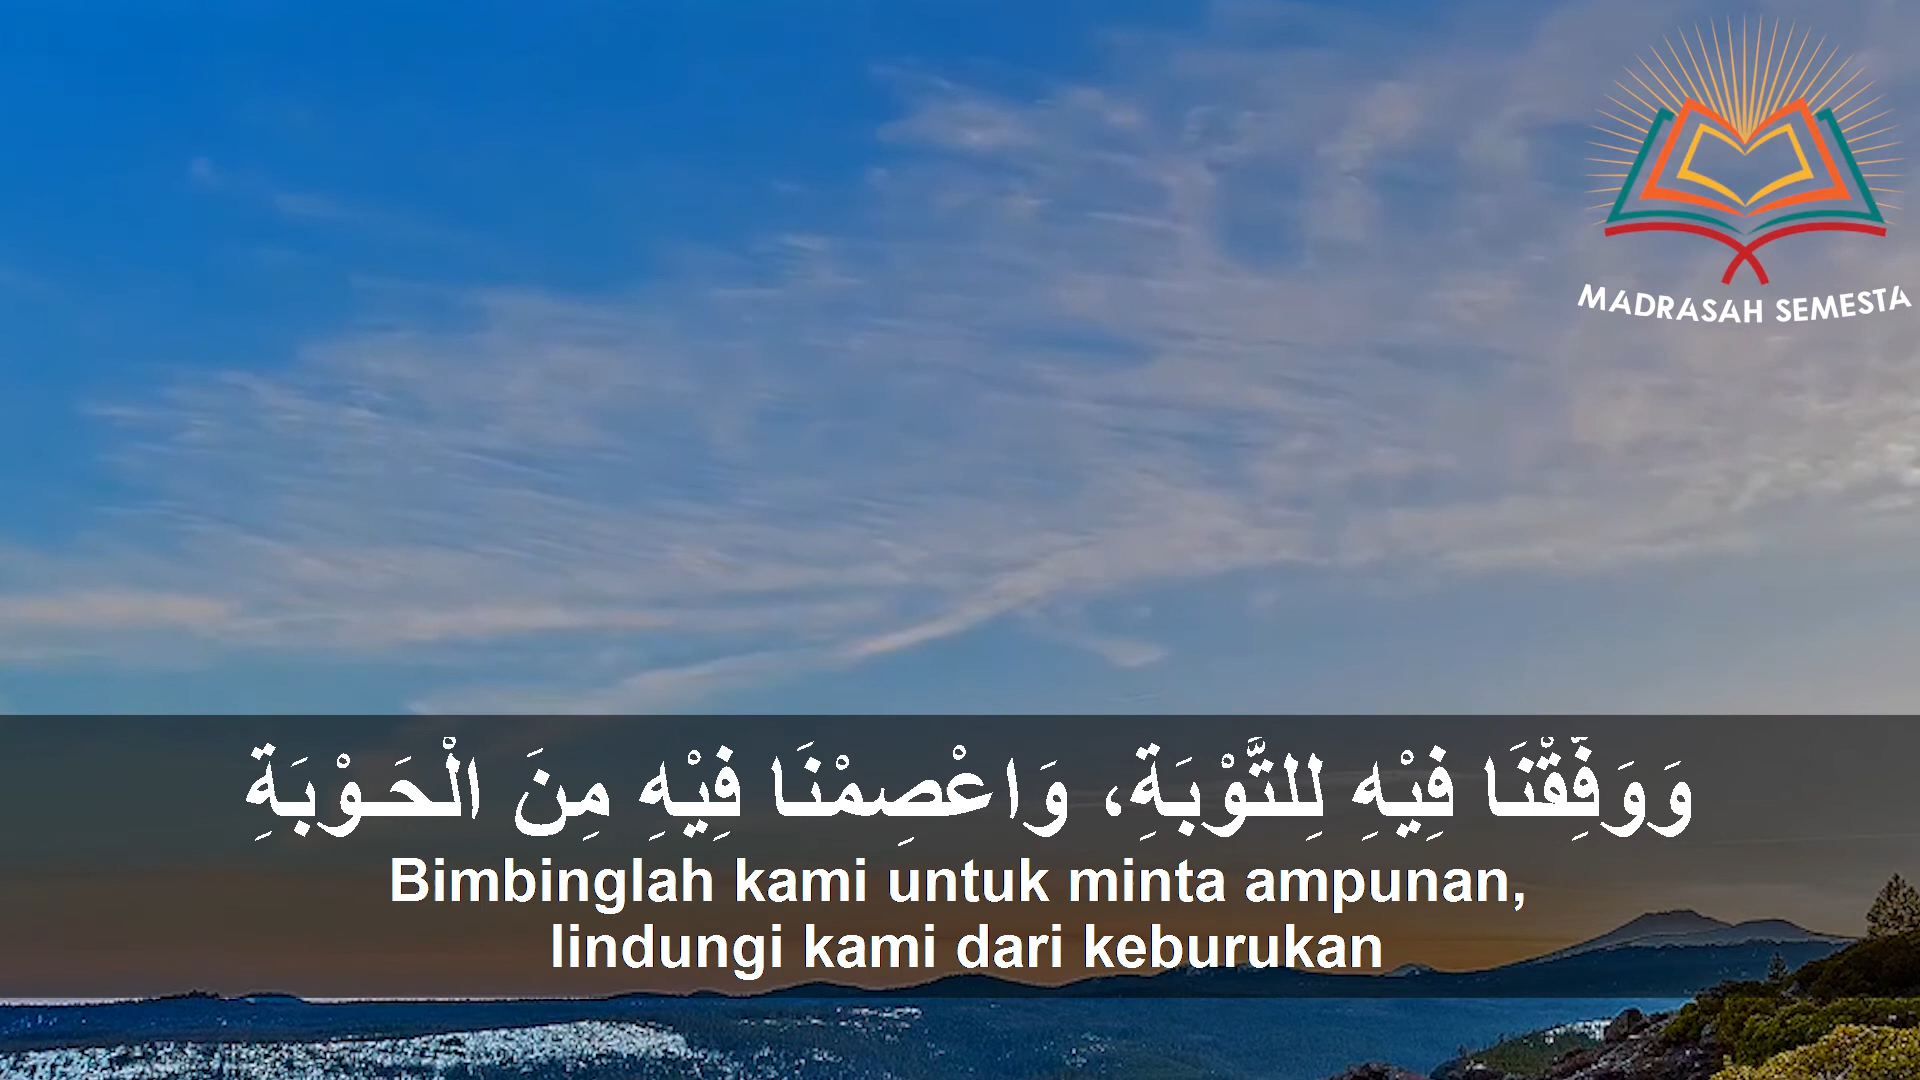 MADRASAH SEMESTA
وَوَفِّقْنَا فِيْهِ لِلتَّوْبَةِ، وَاعْصِمْنَا فِيْهِ مِنَ الْحَوْبَةِ
Bimbinglah kami untuk minta ampunan,
lindungi kami dari keburukan